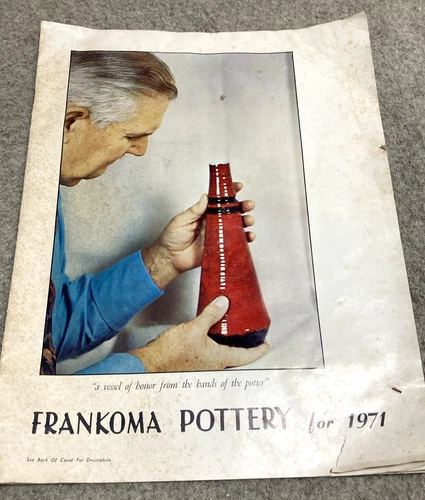 "a vessel of honor from the hands of the potter"
FRANKOMA POTTERY for 1971
See Back Of Cover For Description